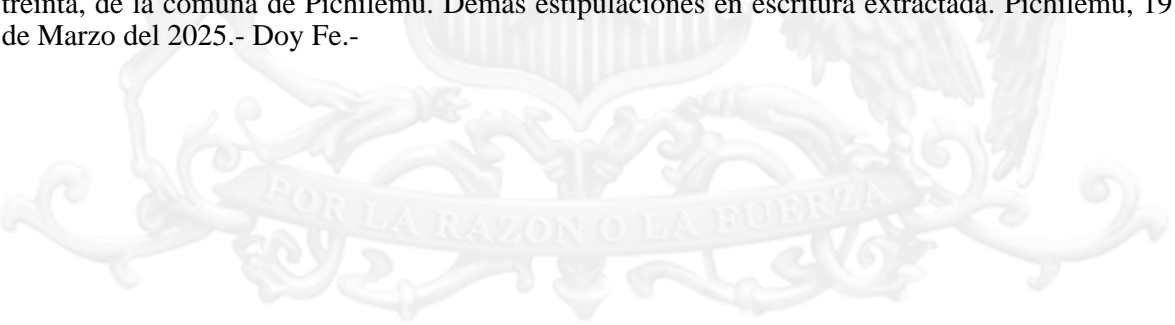 treinta, de la comuna de Pichilemu. Demás estipulaciones en escritura extractada. Pichilemu, 19
de Marzo del 2025.- Doy Fe.-
POR LA RAZON O LA FUERZA